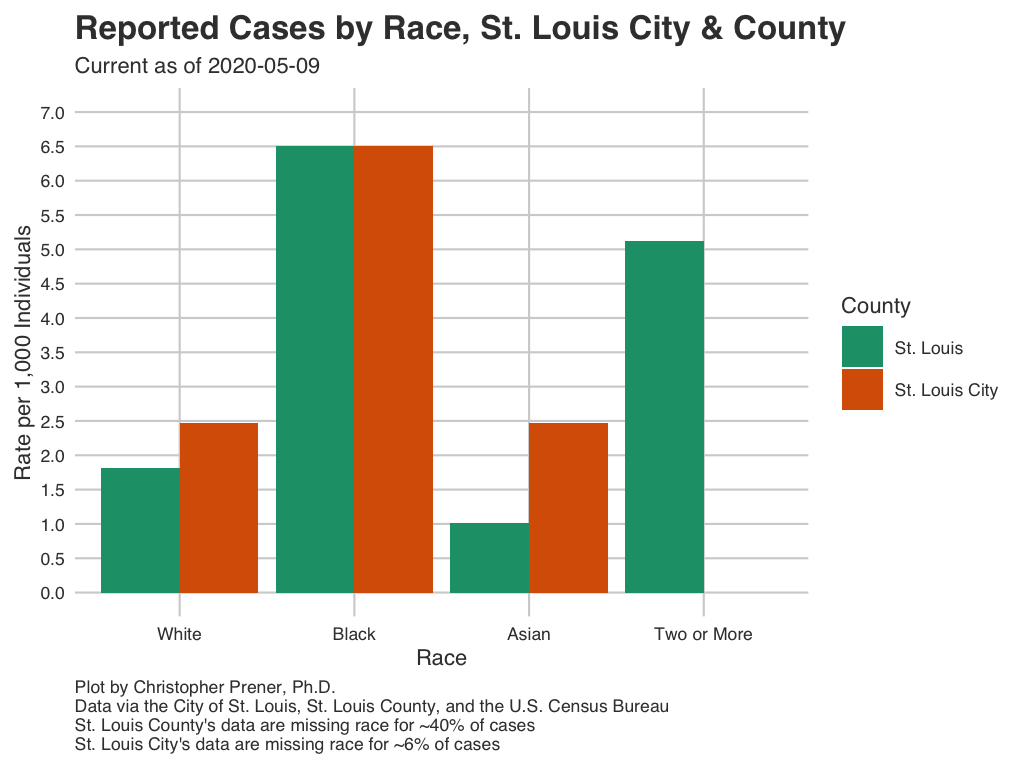 Reported Cases by Race, St. Louis City & County
Current as of 2020-05-09
7.0
6.5
6.0
5.5
5.0
4.5
4.0
3.5
3.0
2.5
2.0
1.5
1.0
0.5
0.0
Rate per 1,000 Individuals
White
Black
Asian
Two or More
Race
County
St. Louis
St. Louis City
Plot by Christopher Prener, Ph.D.
Data via the City of St. Louis, St. Louis County, and the U.S. Census Bureau
St. Louis County's data are missing race for ~40% of cases
St. Louis City's data are missing race for ~6% of cases